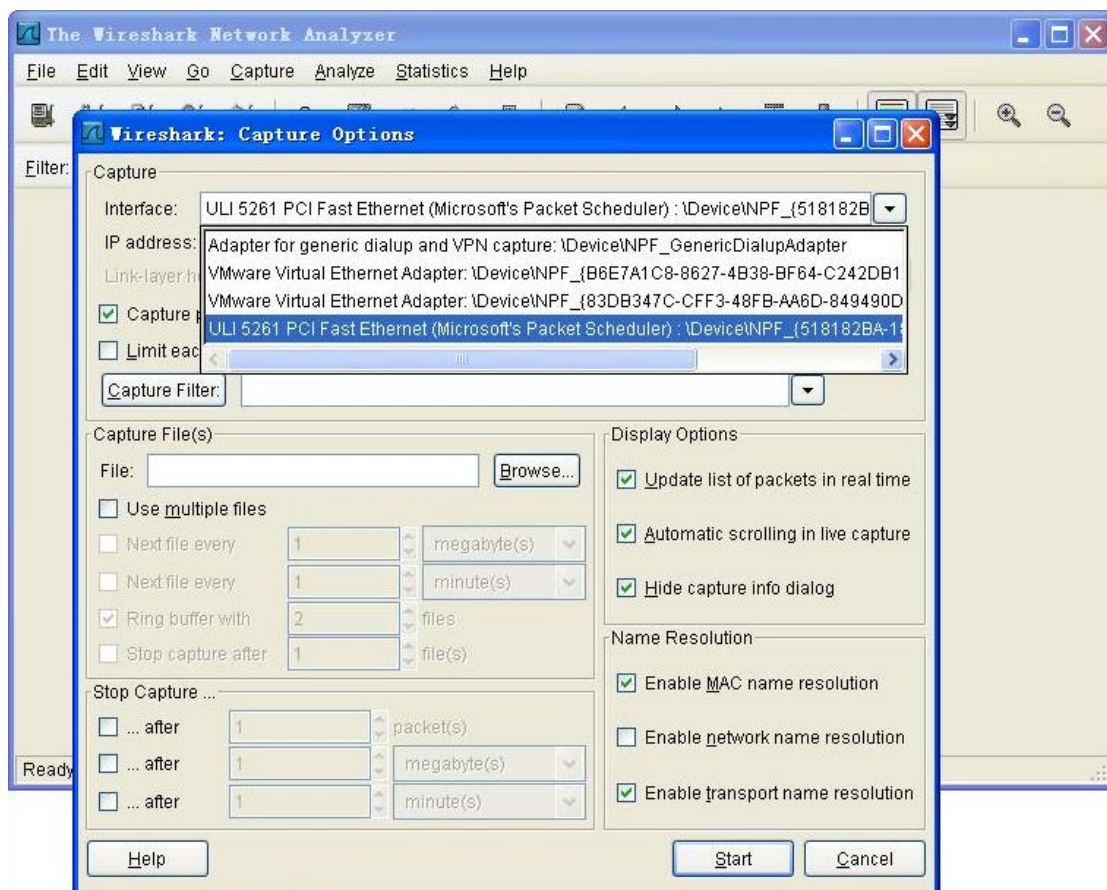 The Wireshark Network Analyzer
File Edit View Go Capture Analyze Statistics Help
Filter:
Wireshark: Capture Options
Capture
Interface: ULI 5261 PCI Fast Ethernet (Microsoft's Packet Scheduler) : \Device\NPF_{518182B
IP address:
Adapter for generic dialup and VPN capture: \Device\NPF_GenericDialupAdapter
Link-layer h
VMware Virtual Ethernet Adapter: \Device\NPF_{B6E7A1C8-8627-4B38-BF64-C242DB1
VMware Virtual Ethernet Adapter: \Device\NPF_{83DB347C-CFF3-48FB-AA6D-849490D
Capture p
ULI 5261 PCI Fast Ethernet (Microsoft's Packet Scheduler) : \Device\NPF_{518182BA-18
Limit eac
Capture Filter:
Capture File(s)
File: Browse...
Use multiple files
Next file every 1 megabyte(s)
Next file every 1 minute(s)
Ring buffer with 2 files
Stop capture after 1 file(s)
Stop Capture ...
... after 1 packet(s)
... after 1 megabyte(s)
... after 1 minute(s)
Display Options
Update list of packets in real time
Automatic scrolling in live capture
Hide capture info dialog
Name Resolution
Enable MAC name resolution
Enable network name resolution
Enable transport name resolution
Help Start Cancel
Ready